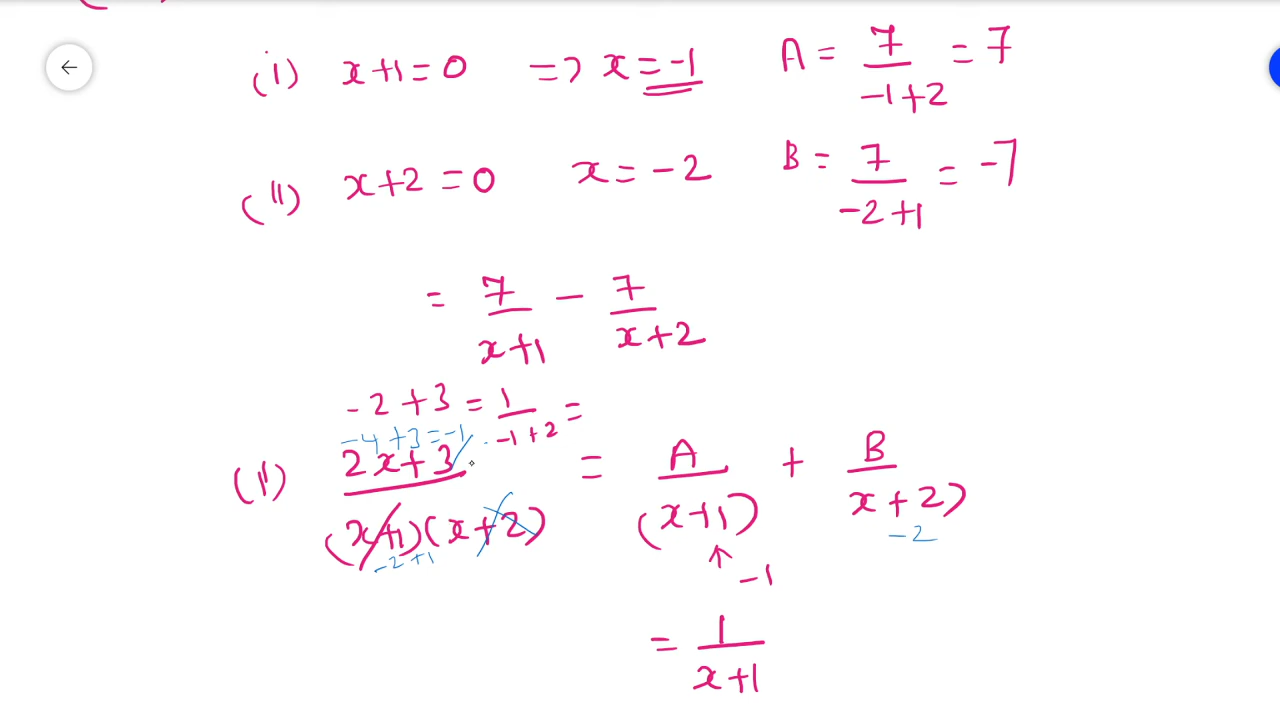 (i) x+1=0 => x=-1 A = 7/(-1+2) = 7
(ii) x+2=0 x=-2 B = 7/(-2+1) = -7
= 7/(x+1) - 7/(x+2)
-2+3 = 1/(-1+2) =
-4+3=-1
(ii) (2x+3)/((x+1)(x+2)) = A/(x+1) + B/(x+2)
-2+1 -2
-1
= 1/(x+1)